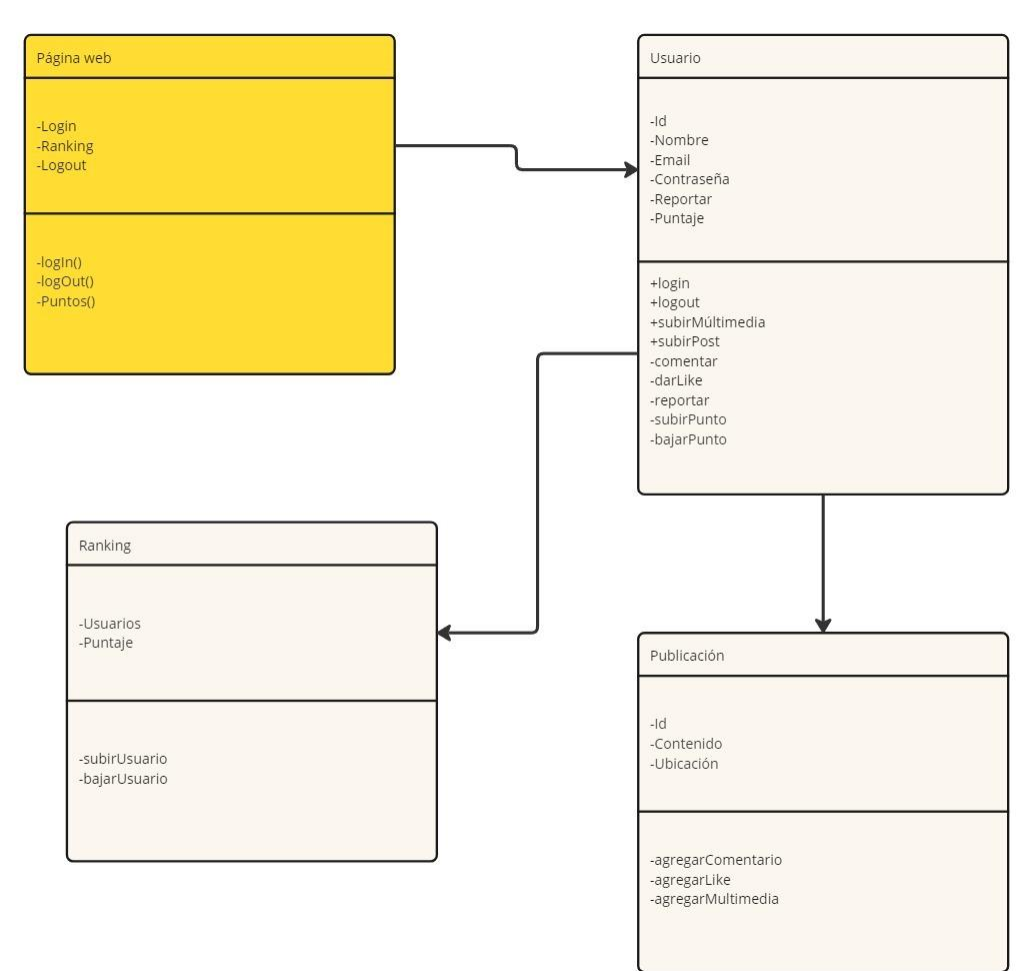 Página web
-Login
-Ranking
-Logout
-logIn()
-logOut()
-Puntos()
Usuario
-Id
-Nombre
-Email
-Contraseña
-Reportar
-Puntaje
+login
+logout
+subirMúltimedia
+subirPost
-comentar
-darLike
-reportar
-subirPunto
-bajarPunto
Ranking
-Usuarios
-Puntaje
-subirUsuario
-bajarUsuario
Publicación
-Id
-Contenido
-Ubicación
-agregarComentario
-agregarLike
-agregarMultimedia